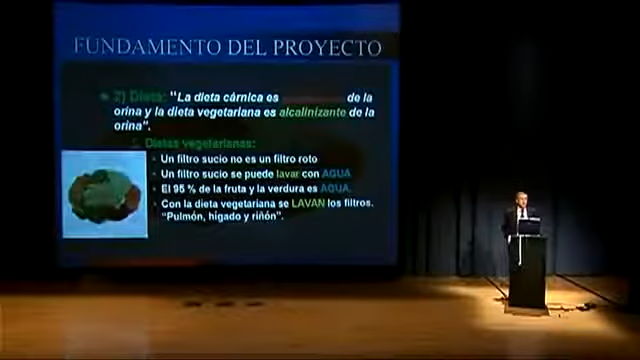 FUNDAMENTO DEL PROYECTO
2) Dieta: "La dieta cárnica es de la
orina y la dieta vegetariana es alcalinizante de la
orina".
Dietas vegetarianas:
Un filtro sucio no es un filtro roto
Un filtro sucio se puede lavar con AGUA
El 95 % de la fruta y la verdura es AGUA.
Con la dieta vegetariana se LAVAN los filtros.
"Pulmón, hígado y riñón".